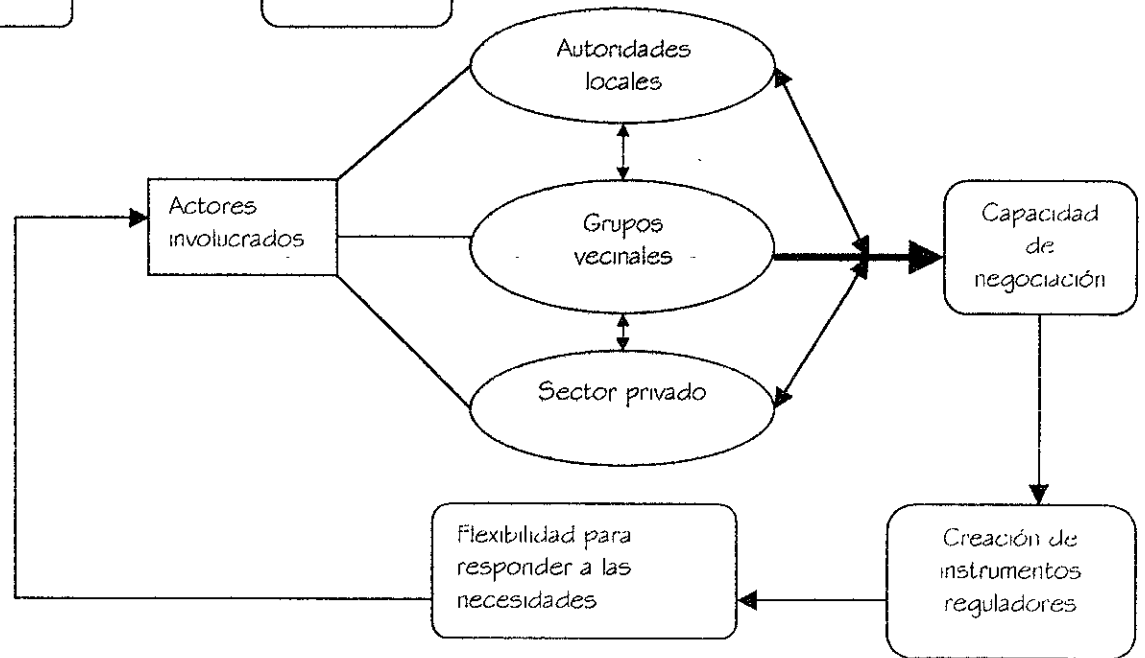 Autoridades
locales
Actores
involucrados
Grupos
vecinales
Capacidad
de
negociación
Sector privado
Flexibilidad para
responder a las
necesidades
Creación de
instrumentos
reguladores